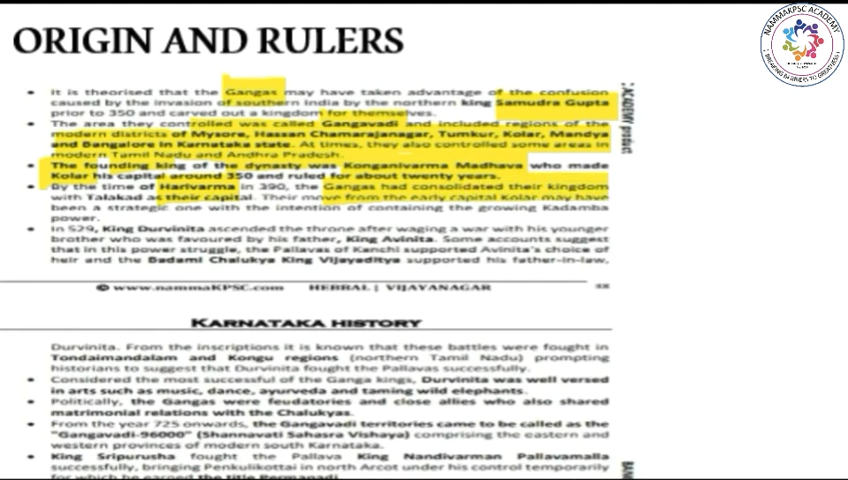 ORIGIN AND RULERS
NAMMAKPSC ACADEMY
• It is theorised that the Gangas may have taken advantage of the confusion
caused by the invasion of southern India by the northern king Samudra Gupta
prior to 350 and carved out a kingdom for themselves.
• The area they controlled was called Gangavadi and included regions of the
modern districts of Mysore, Hassan Chamarajanagar, Tumkur, Kolar, Mandya
and Bangalore in Karnataka state. At times, they also controlled some areas in
modern Tamil Nadu and Andhra Pradesh.
• The founding king of the dynasty was Konganivarma Madhava who made
Kolar his capital around 350 and ruled for about twenty years.
• By the time of Harivarma in 390, the Gangas had consolidated their kingdom
with Talakad as their capital. Their move from the early capital Kolar may have
been a strategic one with the intention of containing the growing Kadamba
power.
• In 529, King Durvinita ascended the throne after waging a war with his younger
brother who was favoured by his father, King Avinita. Some accounts suggest
that in this power struggle, the Pallavas of Kanchi supported Avinita's choice of
heir and the Badami Chalukya King Vijayaditya supported his father-in-law,
: ACADEMY product
© www.nammaKPSC.com HEBBAL | VIJAYANAGAR
KARNATAKA HISTORY
Durvinita. From the inscriptions it is known that these battles were fought in
Tondaimandalam and Kongu regions (northern Tamil Nadu) prompting
historians to suggest that Durvinita fought the Pallavas successfully.
• Considered the most successful of the Ganga kings, Durvinita was well versed
in arts such as music, dance, ayurveda and taming wild elephants.
• Politically, the Gangas were feudatories and close allies who also shared
matrimonial relations with the Chalukyas.
• From the year 725 onwards, the Gangavadi territories came to be called as the
"Gangavadi-96000" (Shannavati Sahasra Vishaya) comprising the eastern and
western provinces of modern south Karnataka.
• King Sripurusha fought the Pallava King Nandivarman Pallavamalla
successfully, bringing Penkulikottai in north Arcot under his control temporarily
for which he earned the title Permanadi.